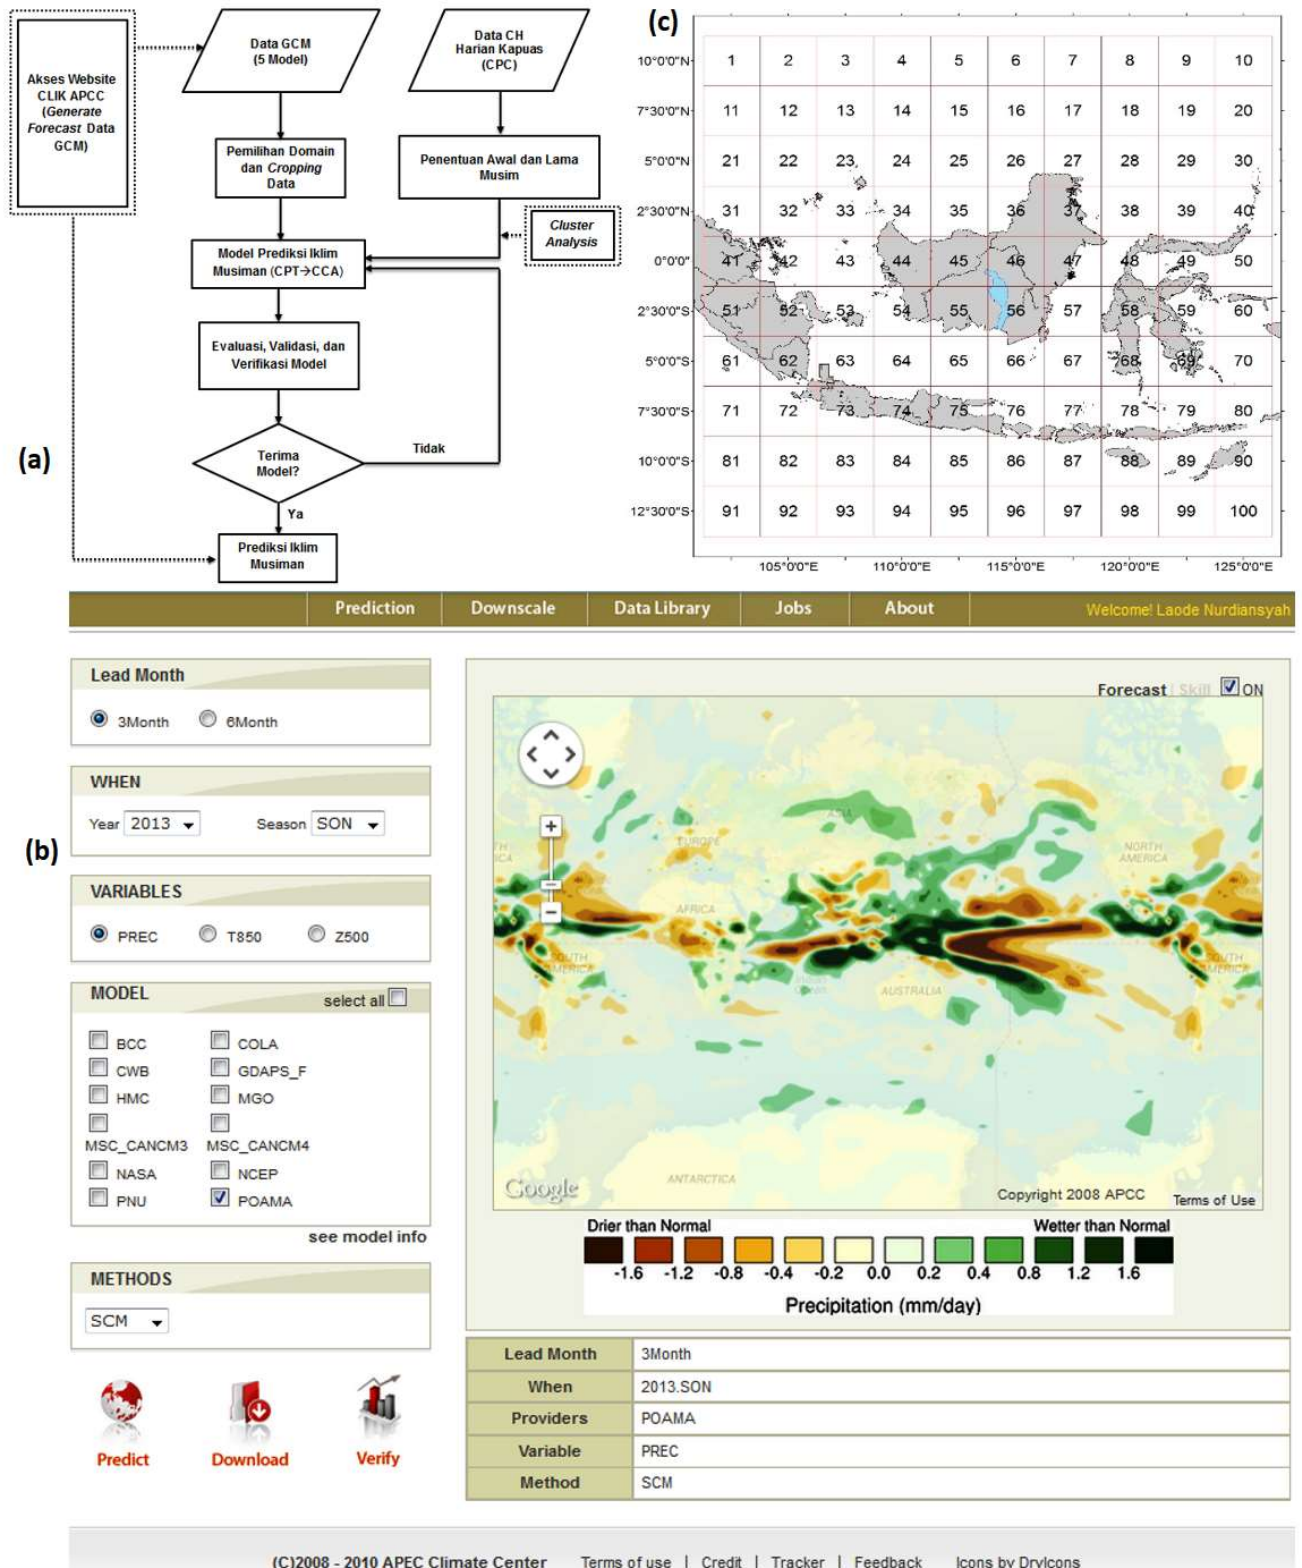 (a)
Akses Website
CLIK APCC
(Generate
Forecast Data
GCM)
Data GCM
(5 Model)
Data CH
Harian Kapuas
(CPC)
Pemilihan Domain
dan Cropping
Data
Penentuan Awal dan Lama
Musim
Cluster
Analysis
Model Prediksi Iklim
Musiman (CPT→CCA)
Evaluasi, Validasi, dan
Verifikasi Model
Terima
Model?
Tidak
Ya
Prediksi Iklim
Musiman
(c)
10°0'0"N 1 2 3 4 5 6 7 8 9 10
7°30'0"N 11 12 13 14 15 16 17 18 19 20
5°0'0"N 21 22 23 24 25 26 27 28 29 30
2°30'0"N 31 32 33 34 35 36 37 38 39 40
0°0'0" 41 42 43 44 45 46 47 48 49 50
2°30'0"S 51 52 53 54 55 56 57 58 59 60
5°0'0"S 61 62 63 64 65 66 67 68 69 70
7°30'0"S 71 72 73 74 75 76 77 78 79 80
10°0'0"S 81 82 83 84 85 86 87 88 89 90
12°30'0"S 91 92 93 94 95 96 97 98 99 100
105°0'0"E 110°0'0"E 115°0'0"E 120°0'0"E 125°0'0"E
Prediction Downscale Data Library Jobs About Welcome! Laode Nurdiansyah
(b)
Lead Month
3Month 6Month
WHEN
Year 2013 Season SON
VARIABLES
PREC T850 Z500
MODEL select all
BCC COLA
CWB GDAPS_F
HMC MGO
MSC_CANCM3 MSC_CANCM4
NASA NCEP
PNU POAMA
see model info
METHODS
SCM
Predict Download Verify
Forecast | Skill ON
ASIA
EUROPE
NORTH
AMERICA
AFRICA
SOUTH
AMERICA
Ocean
AUSTRALIA
SOUTH
AMERICA
ANTARCTICA
Google
Copyright 2008 APCC Terms of Use
Drier than Normal Wetter than Normal
-1.6 -1.2 -0.8 -0.4 -0.2 0.0 0.2 0.4 0.8 1.2 1.6
Precipitation (mm/day)
Lead Month 3Month
When 2013.SON
Providers POAMA
Variable PREC
Method SCM
(C)2008 - 2010 APEC Climate Center Terms of use | Credit | Tracker | Feedback Icons by DryIcons